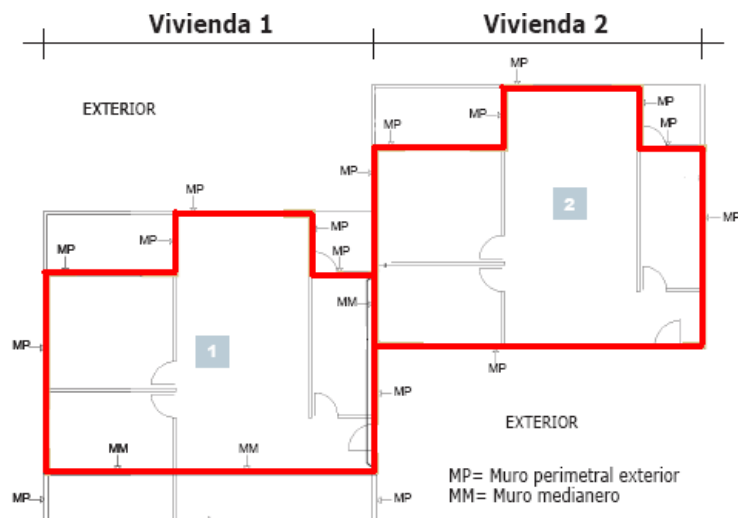 Vivienda 1
Vivienda 2
MP
EXTERIOR
MP
MP
MP
MP
MP
MP
MP
2
MP
MP
MP
MP
MM
MP
1
MP
MP
EXTERIOR
MM
MM
MP= Muro perimetral exterior
MM= Muro medianero
MP
MP